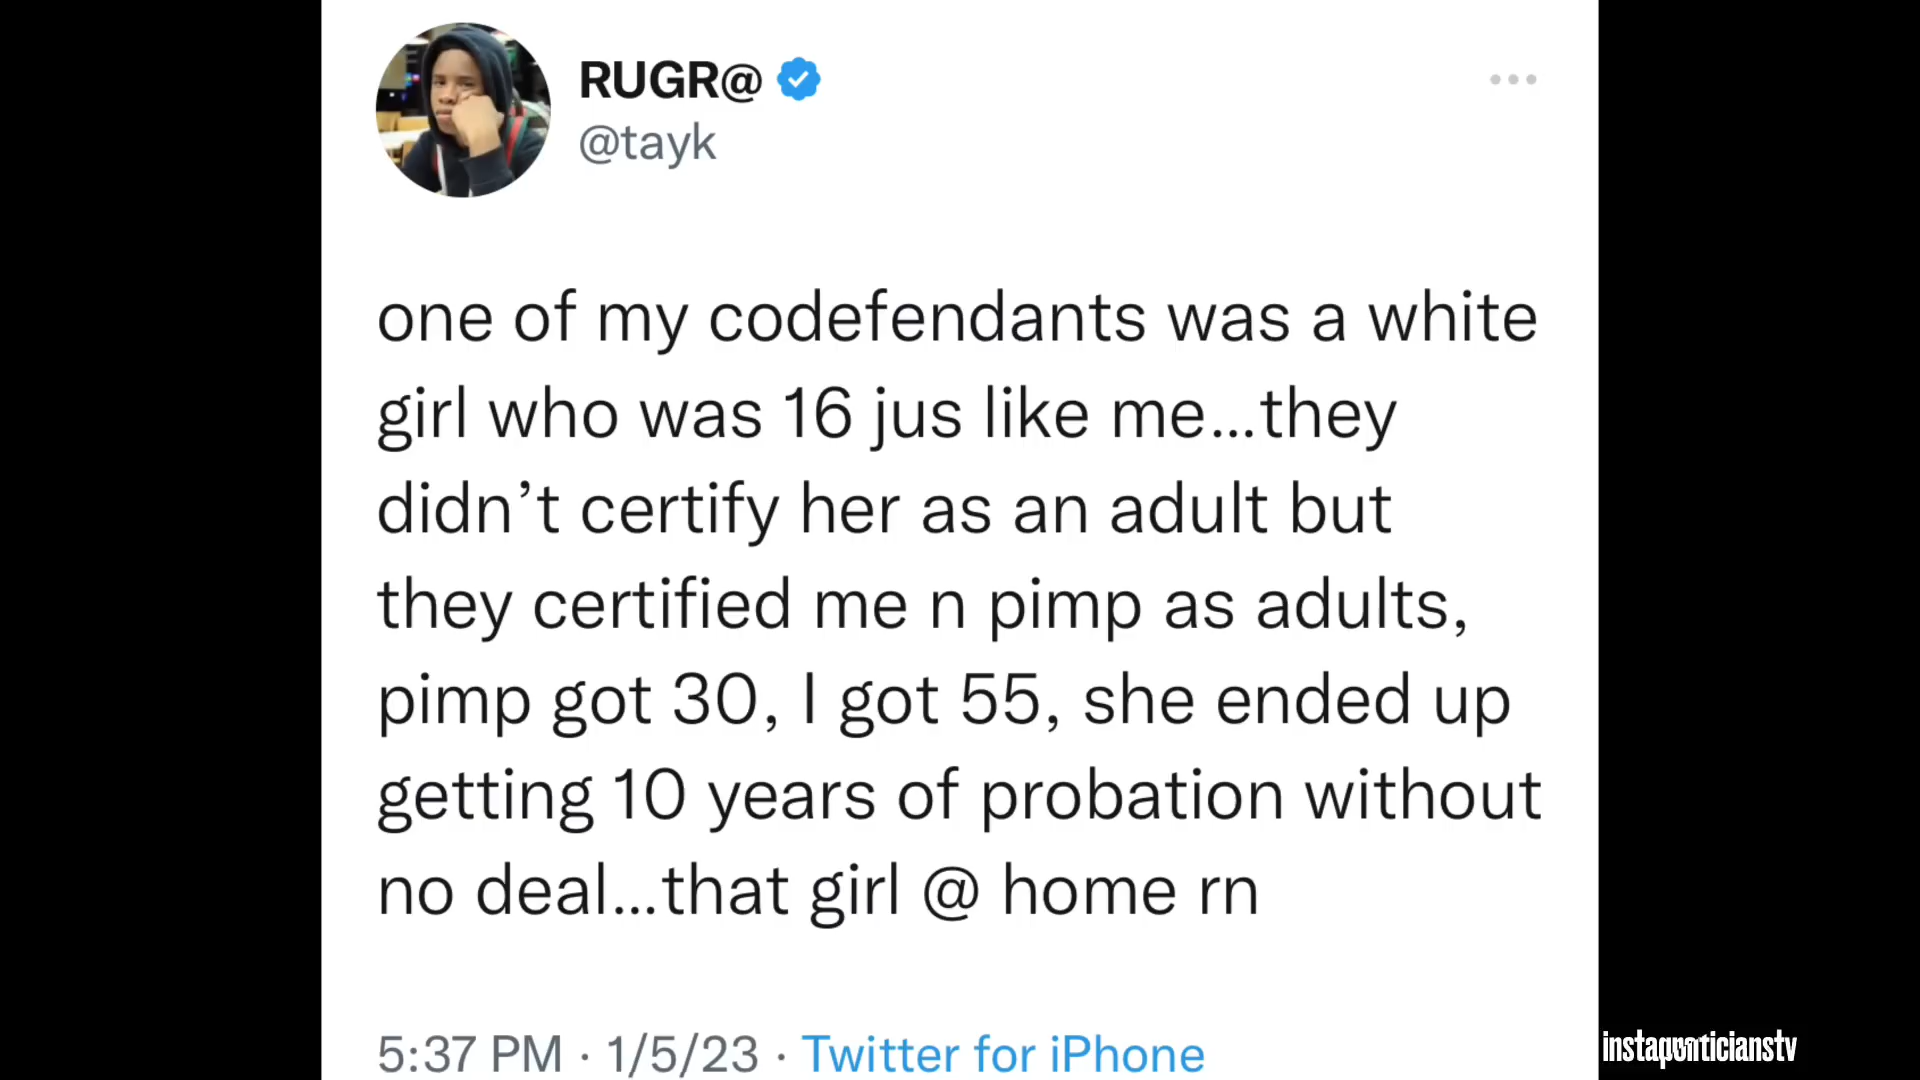 RUGR@
@tayk
one of my codefendants was a white
girl who was 16 jus like me...they
didn't certify her as an adult but
they certified me n pimp as adults,
pimp got 30, I got 55, she ended up
getting 10 years of probation without
no deal...that girl @ home rn
5:37 PM · 1/5/23 · Twitter for iPhone